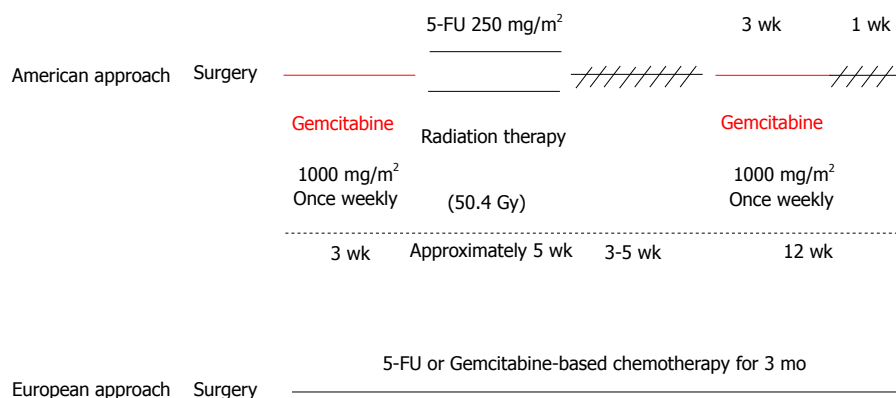 5-FU 250 mg/m² 3 wk 1 wk
American approach Surgery
Gemcitabine Radiation therapy Gemcitabine
1000 mg/m² 1000 mg/m²
Once weekly (50.4 Gy) Once weekly
3 wk Approximately 5 wk 3-5 wk 12 wk
5-FU or Gemcitabine-based chemotherapy for 3 mo
European approach Surgery